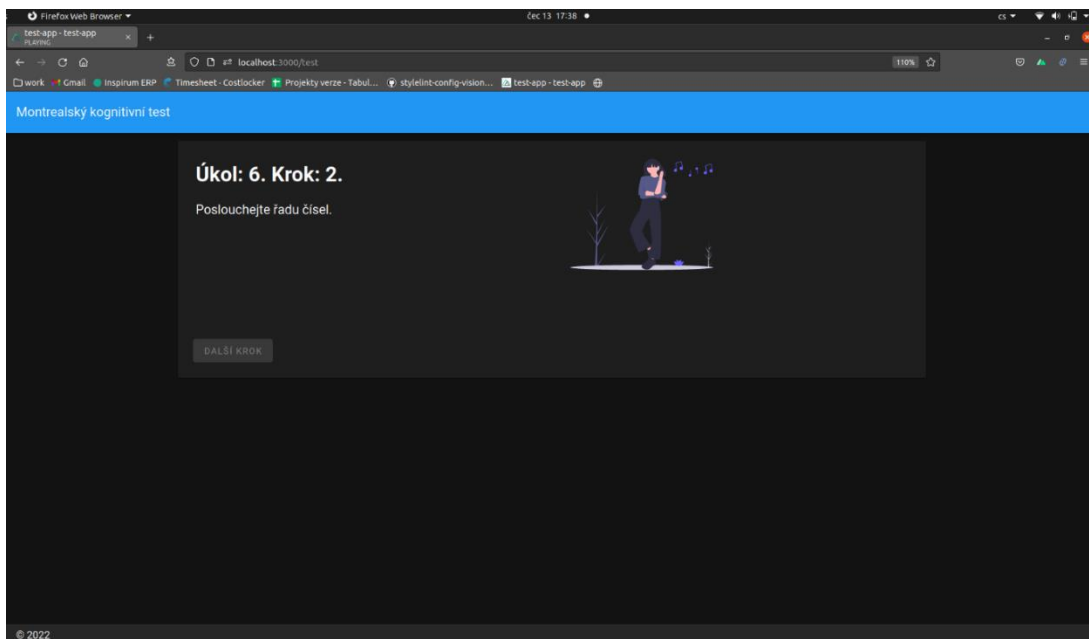 Firefox Web Browser
čec 13 17:38
cs
test-app - test-app
PLAYING
localhost:3000/test
110%
work
Gmail
Inspirum ERP
Timesheet - Costlocker
Projekty verze - Tabul...
stylelint-config-vision...
test-app - test-app
Montrealský kognitivní test
Úkol: 6. Krok: 2.
Poslouchejte řadu čísel.
DALŠÍ KROK
© 2022